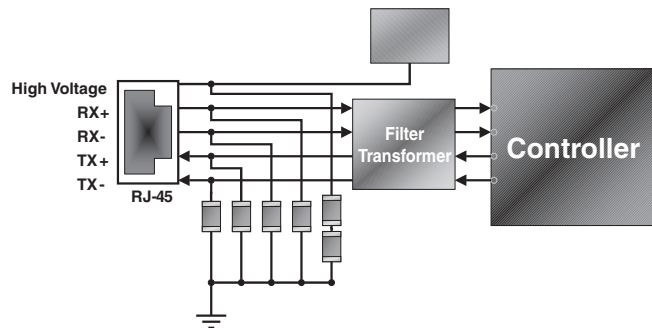 High Voltage
RX+
RX-
TX+
TX-
RJ-45
Filter
Transformer
Controller